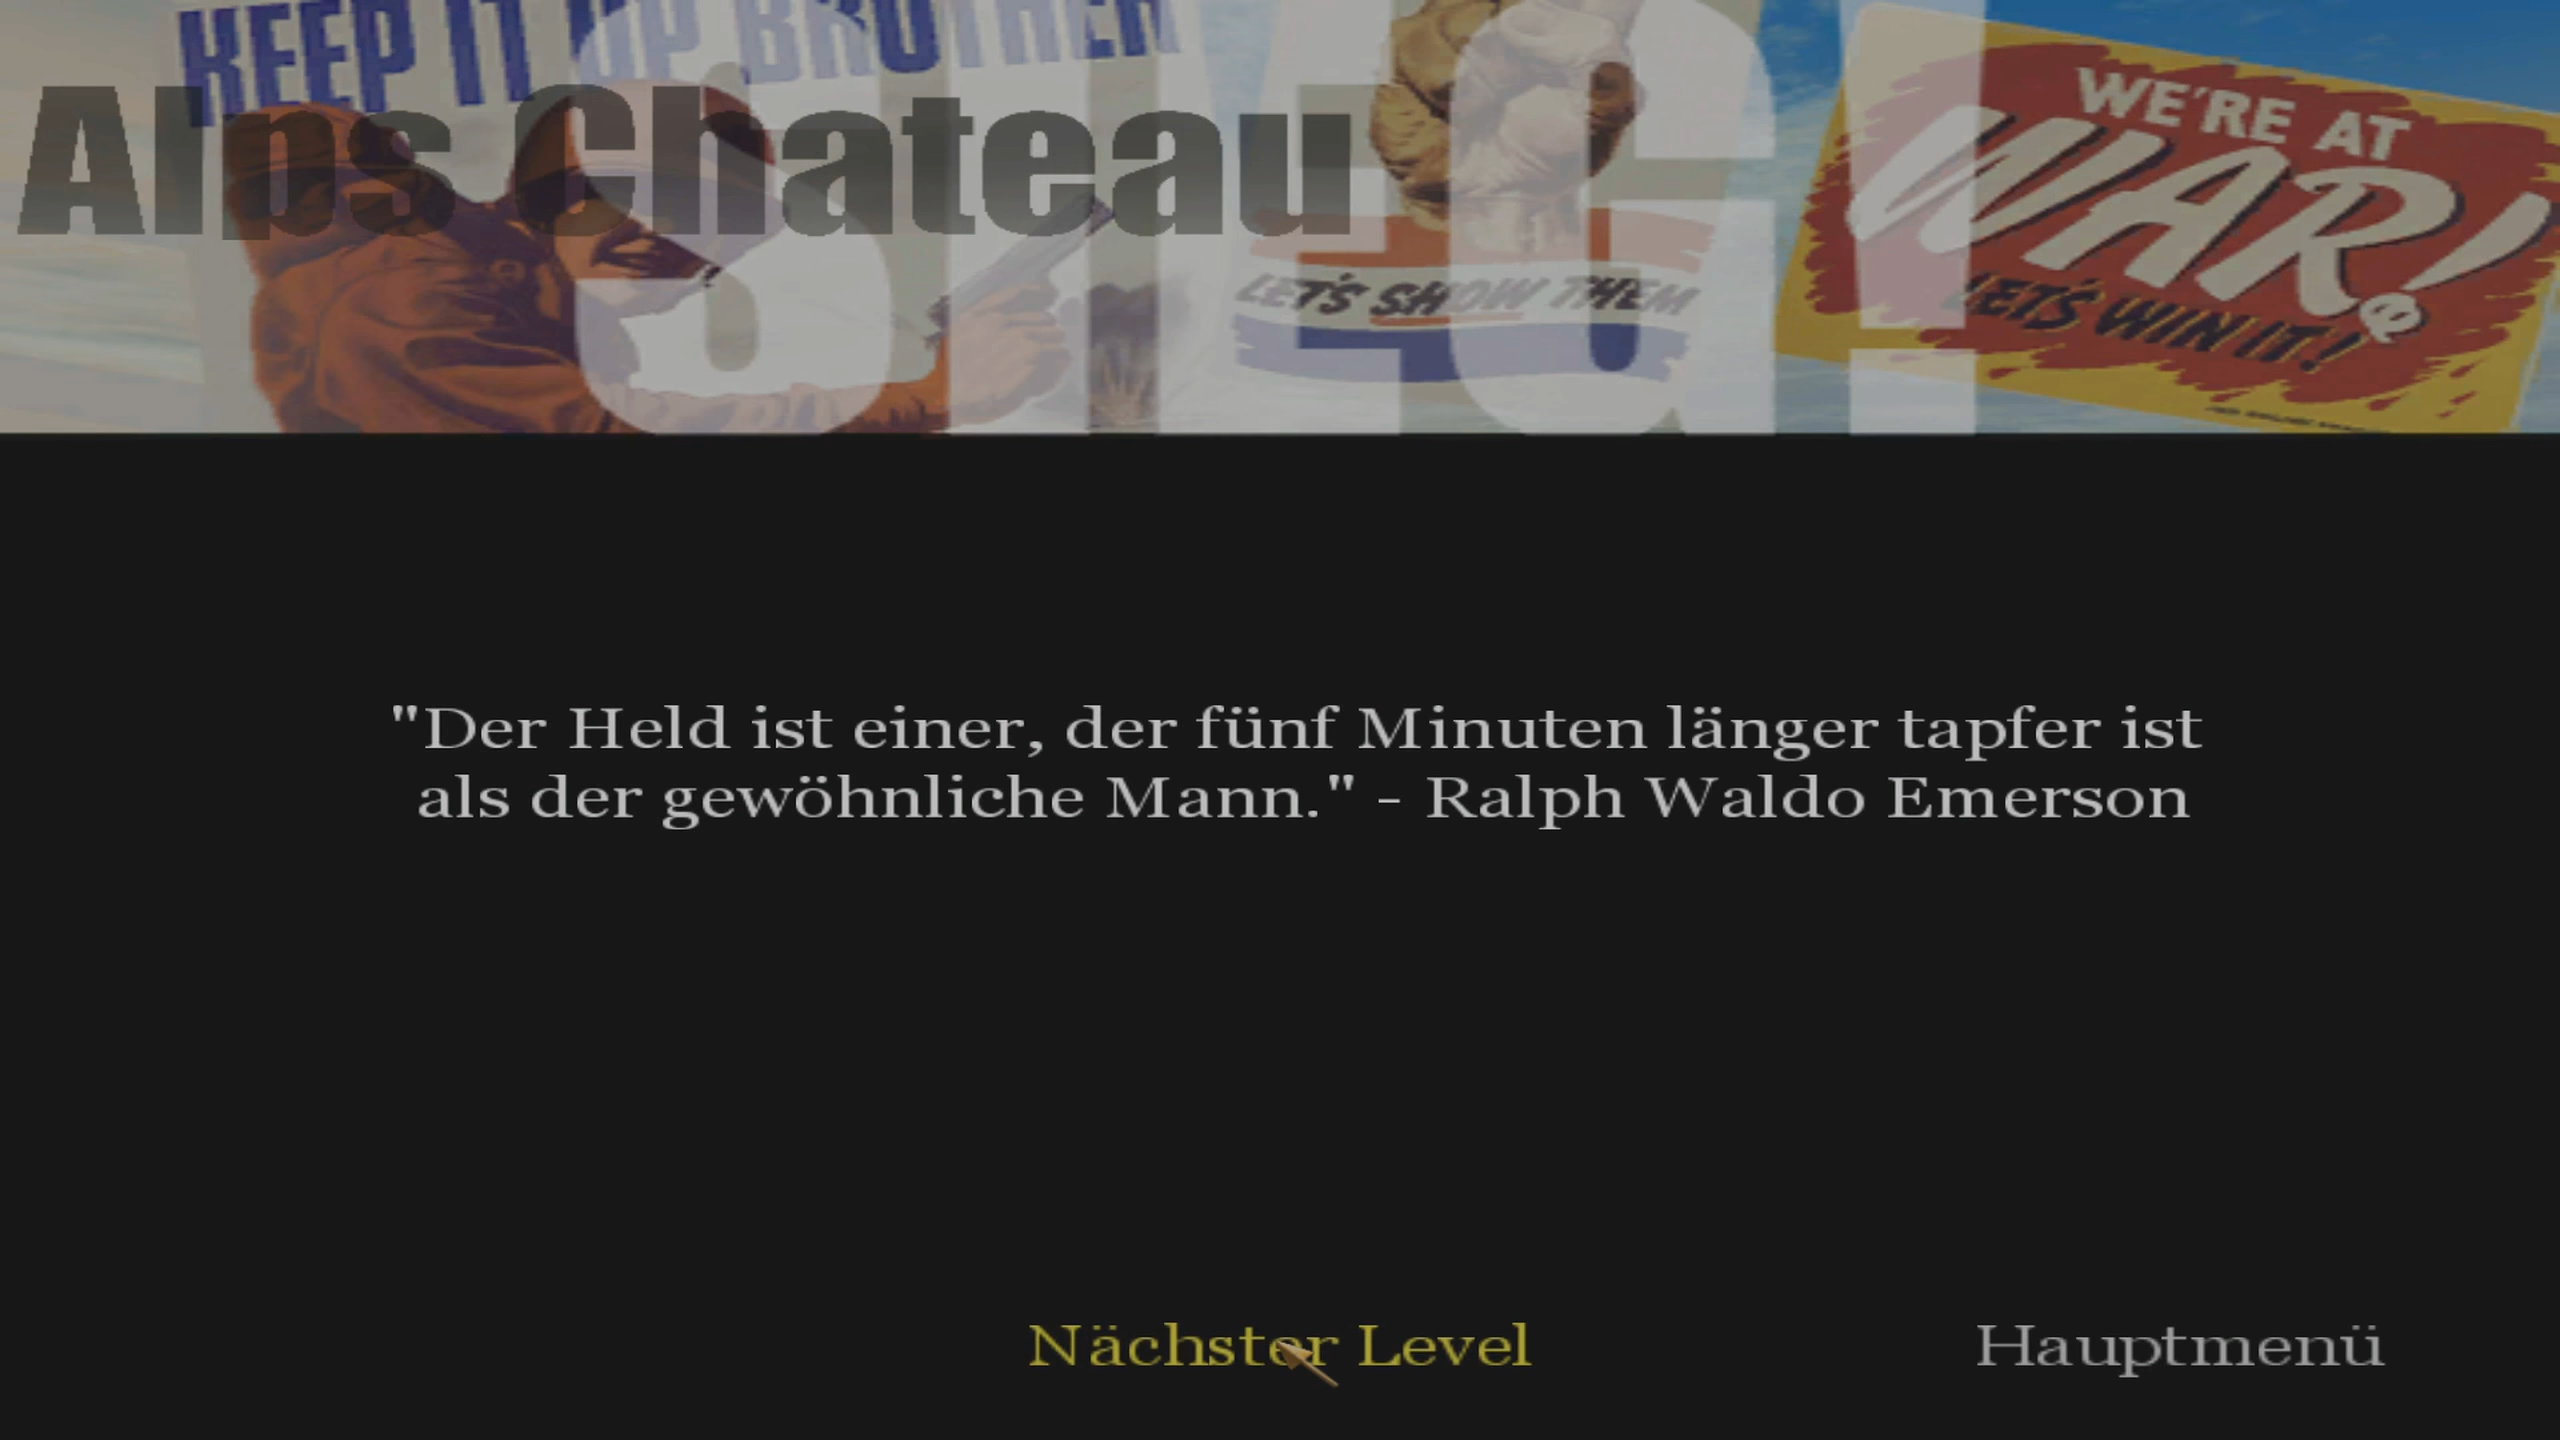 KEEP IT UP BROTHER
SIEG!
Alps Chateau
WE'RE AT
WAR!
LET'S SHOW THEM
LET'S WIN IT!
"Der Held ist einer, der fünf Minuten länger tapfer ist
als der gewöhnliche Mann." - Ralph Waldo Emerson
Nächster Level
Hauptmenü